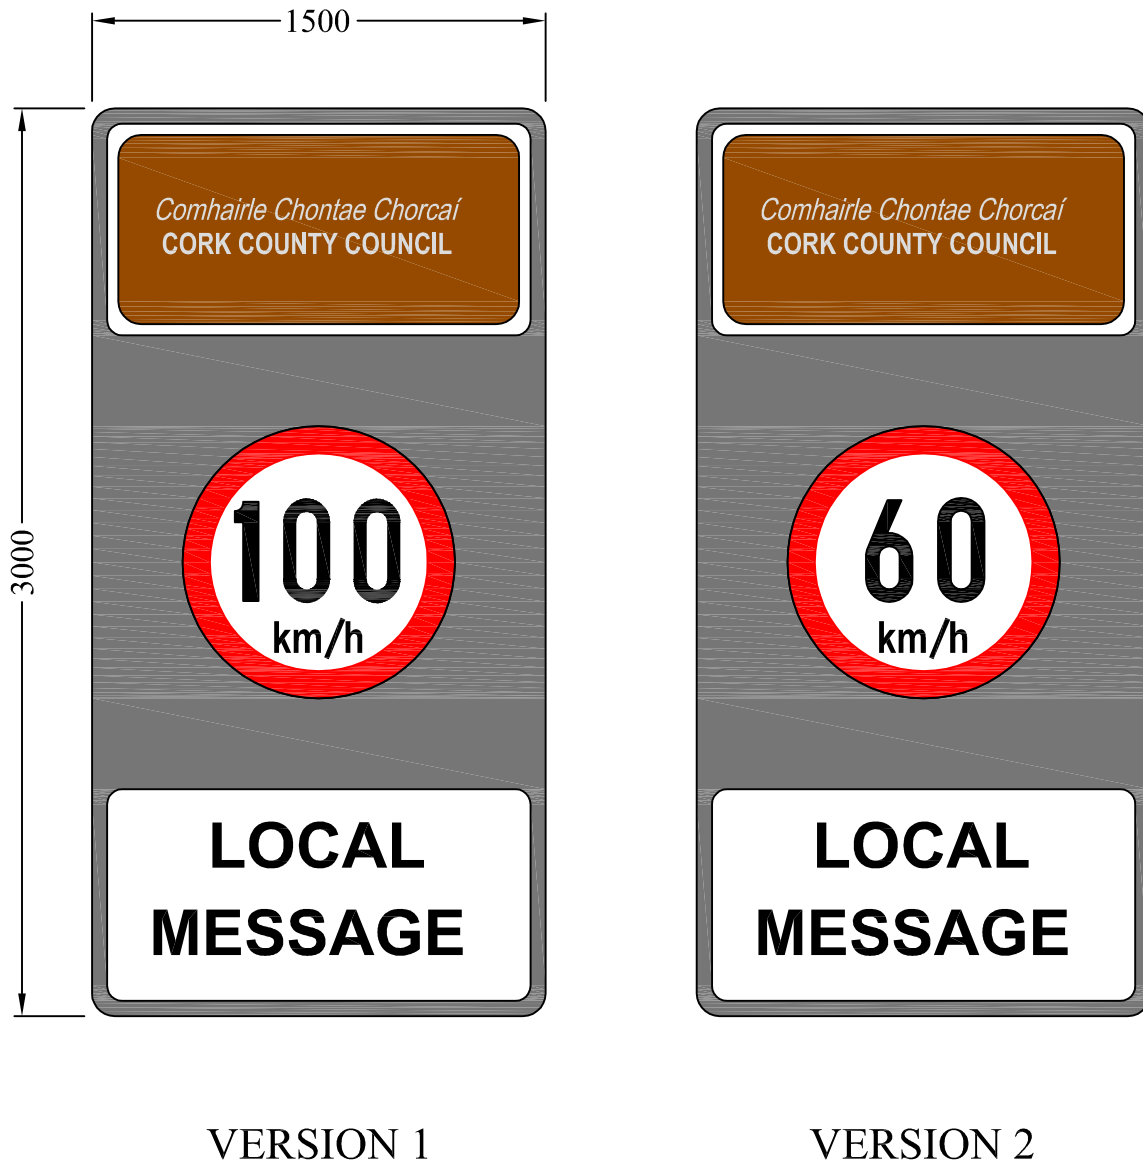 1500
3000
Comhairle Chontae Chorcaí
CORK COUNTY COUNCIL
100
km/h
LOCAL
MESSAGE
VERSION 1
Comhairle Chontae Chorcaí
CORK COUNTY COUNCIL
60
km/h
LOCAL
MESSAGE
VERSION 2